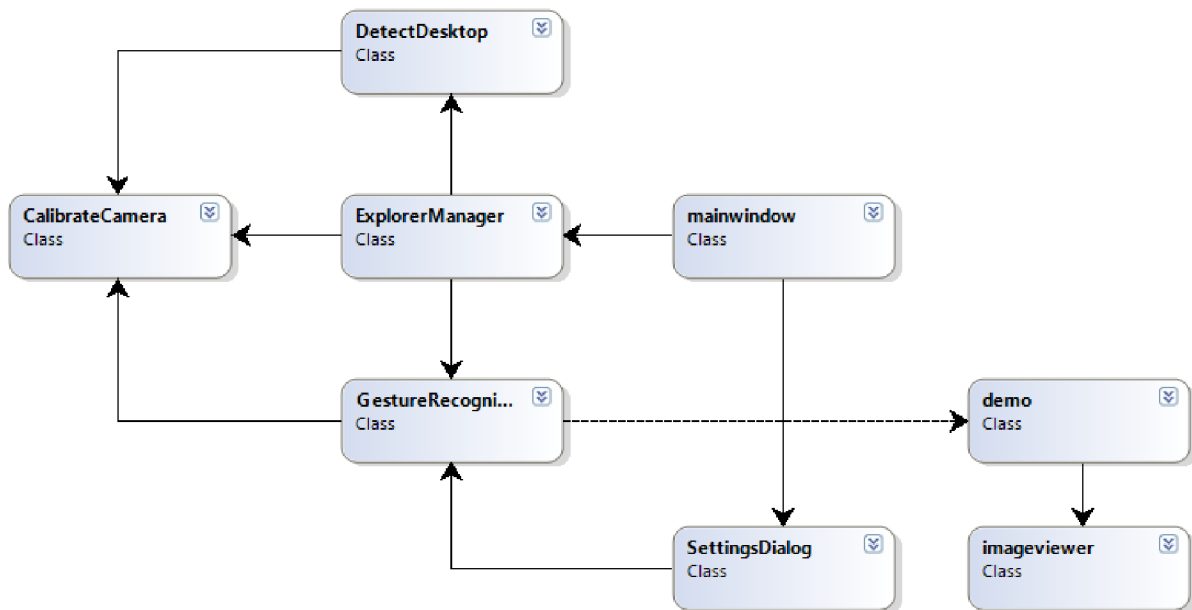 DetectDesktop
Class
CalibrateCamera
Class
ExplorerManager
Class
mainwindow
Class
GestureRecogni...
Class
demo
Class
SettingsDialog
Class
imageviewer
Class